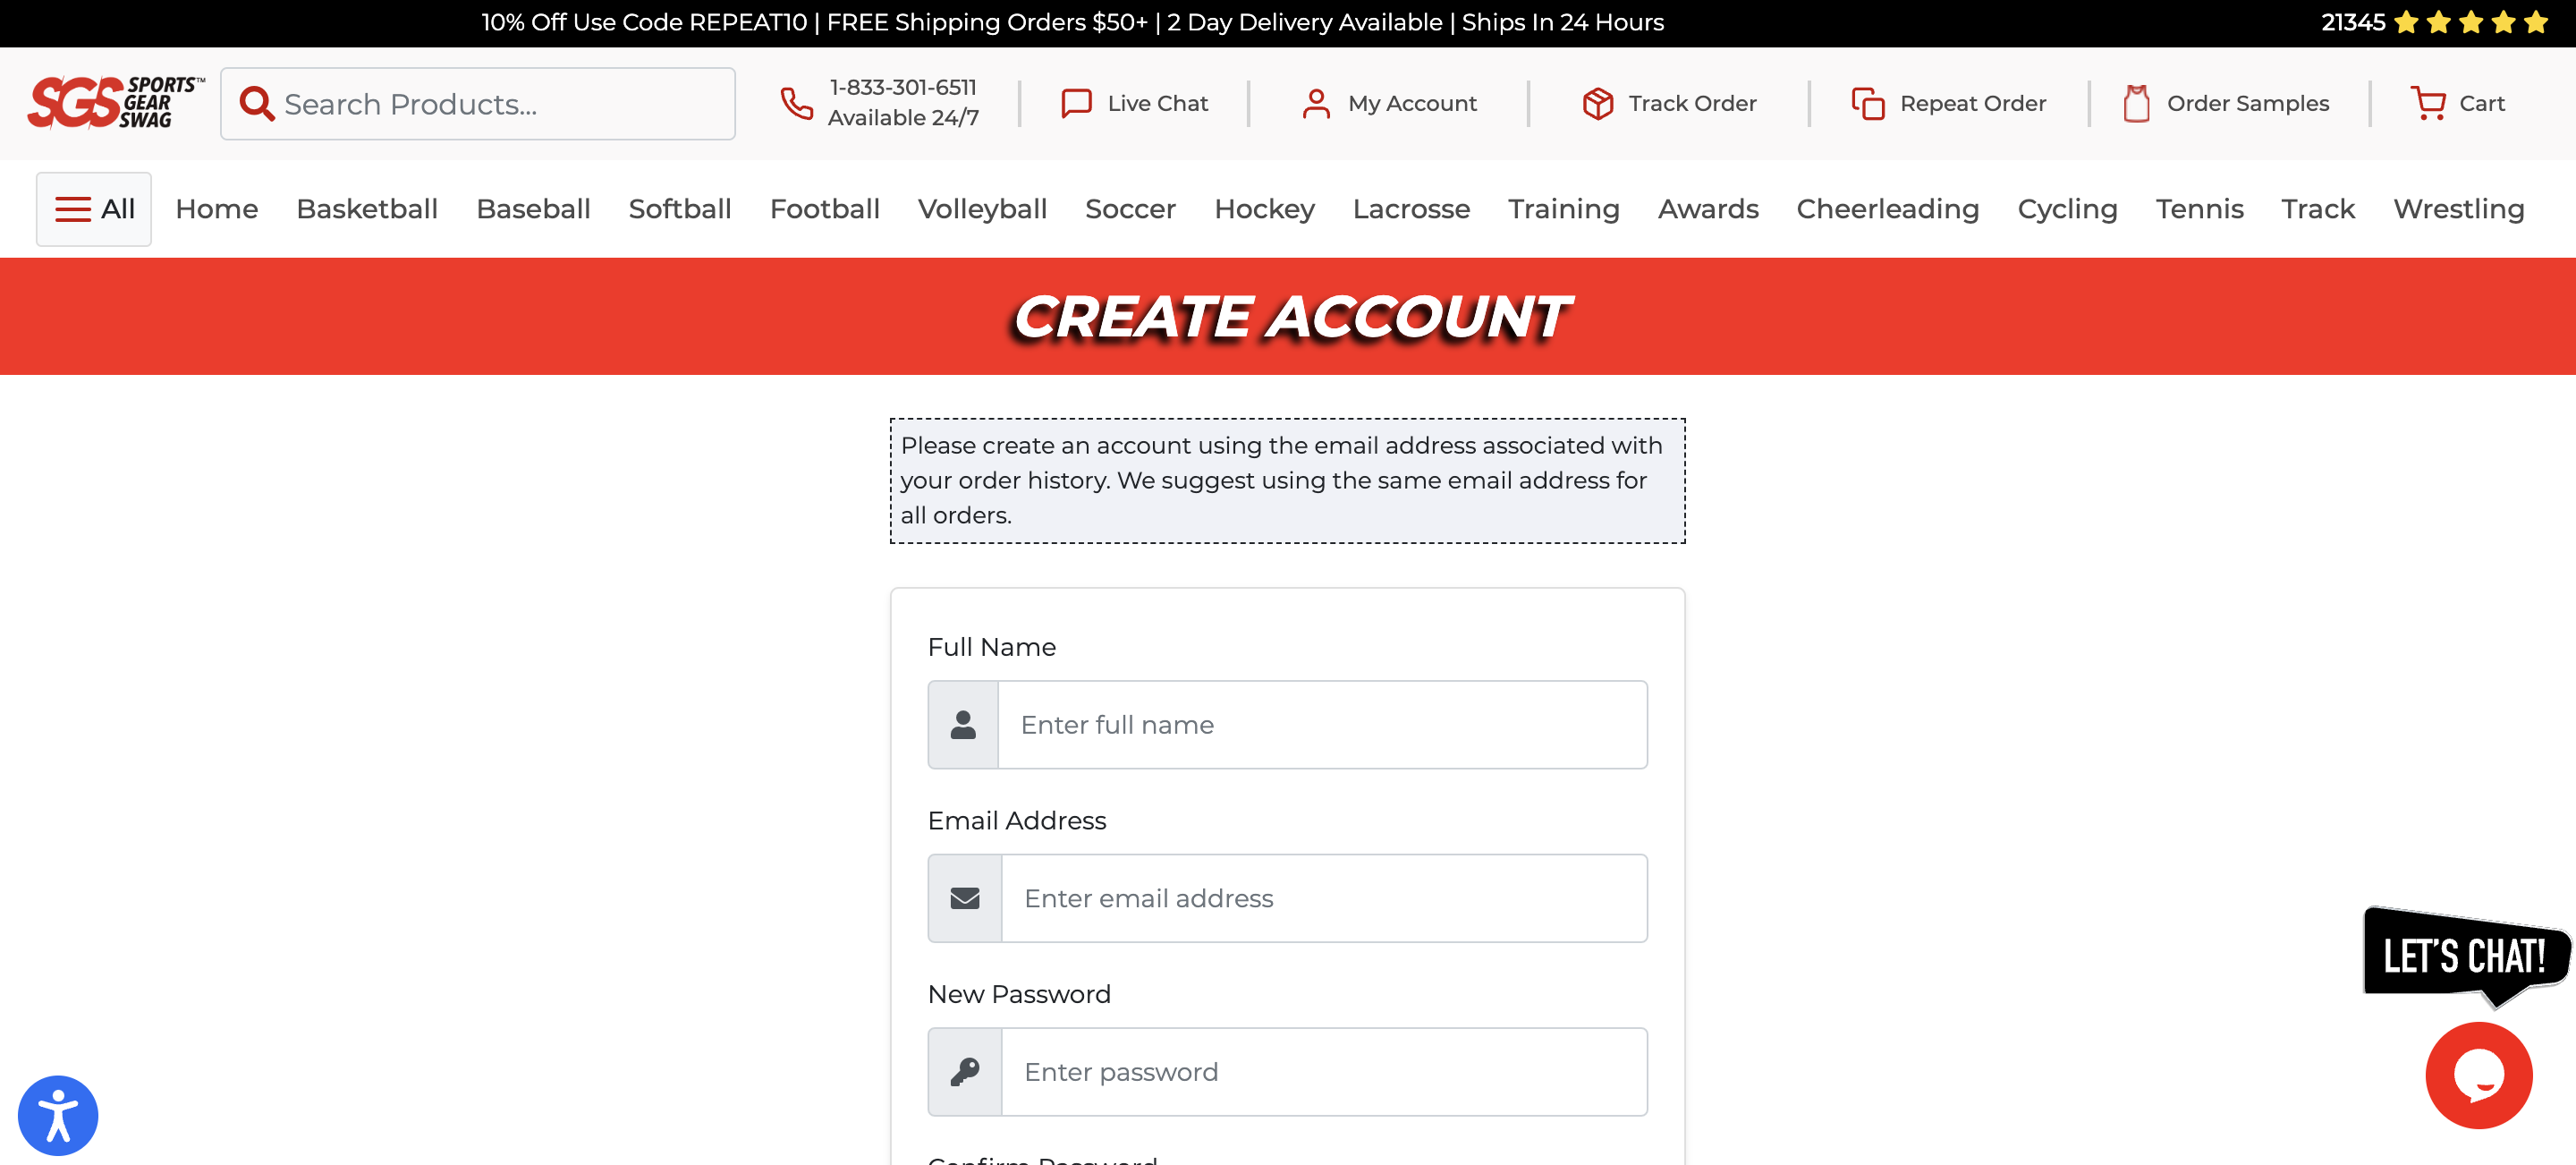 10% Off Use Code REPEAT10 | FREE Shipping Orders $50+ | 2 Day Delivery Available | Ships In 24 Hours
21345
SGS SPORTS™
GEAR
SWAG
Search Products...
1-833-301-6511
Available 24/7
Live Chat
My Account
Track Order
Repeat Order
Order Samples
Cart
All
Home
Basketball
Baseball
Softball
Football
Volleyball
Soccer
Hockey
Lacrosse
Training
Awards
Cheerleading
Cycling
Tennis
Track
Wrestling
CREATE ACCOUNT
Please create an account using the email address associated with
your order history. We suggest using the same email address for
all orders.
Full Name
Enter full name
Email Address
Enter email address
New Password
Enter password
Confirm Password
LET'S CHAT!